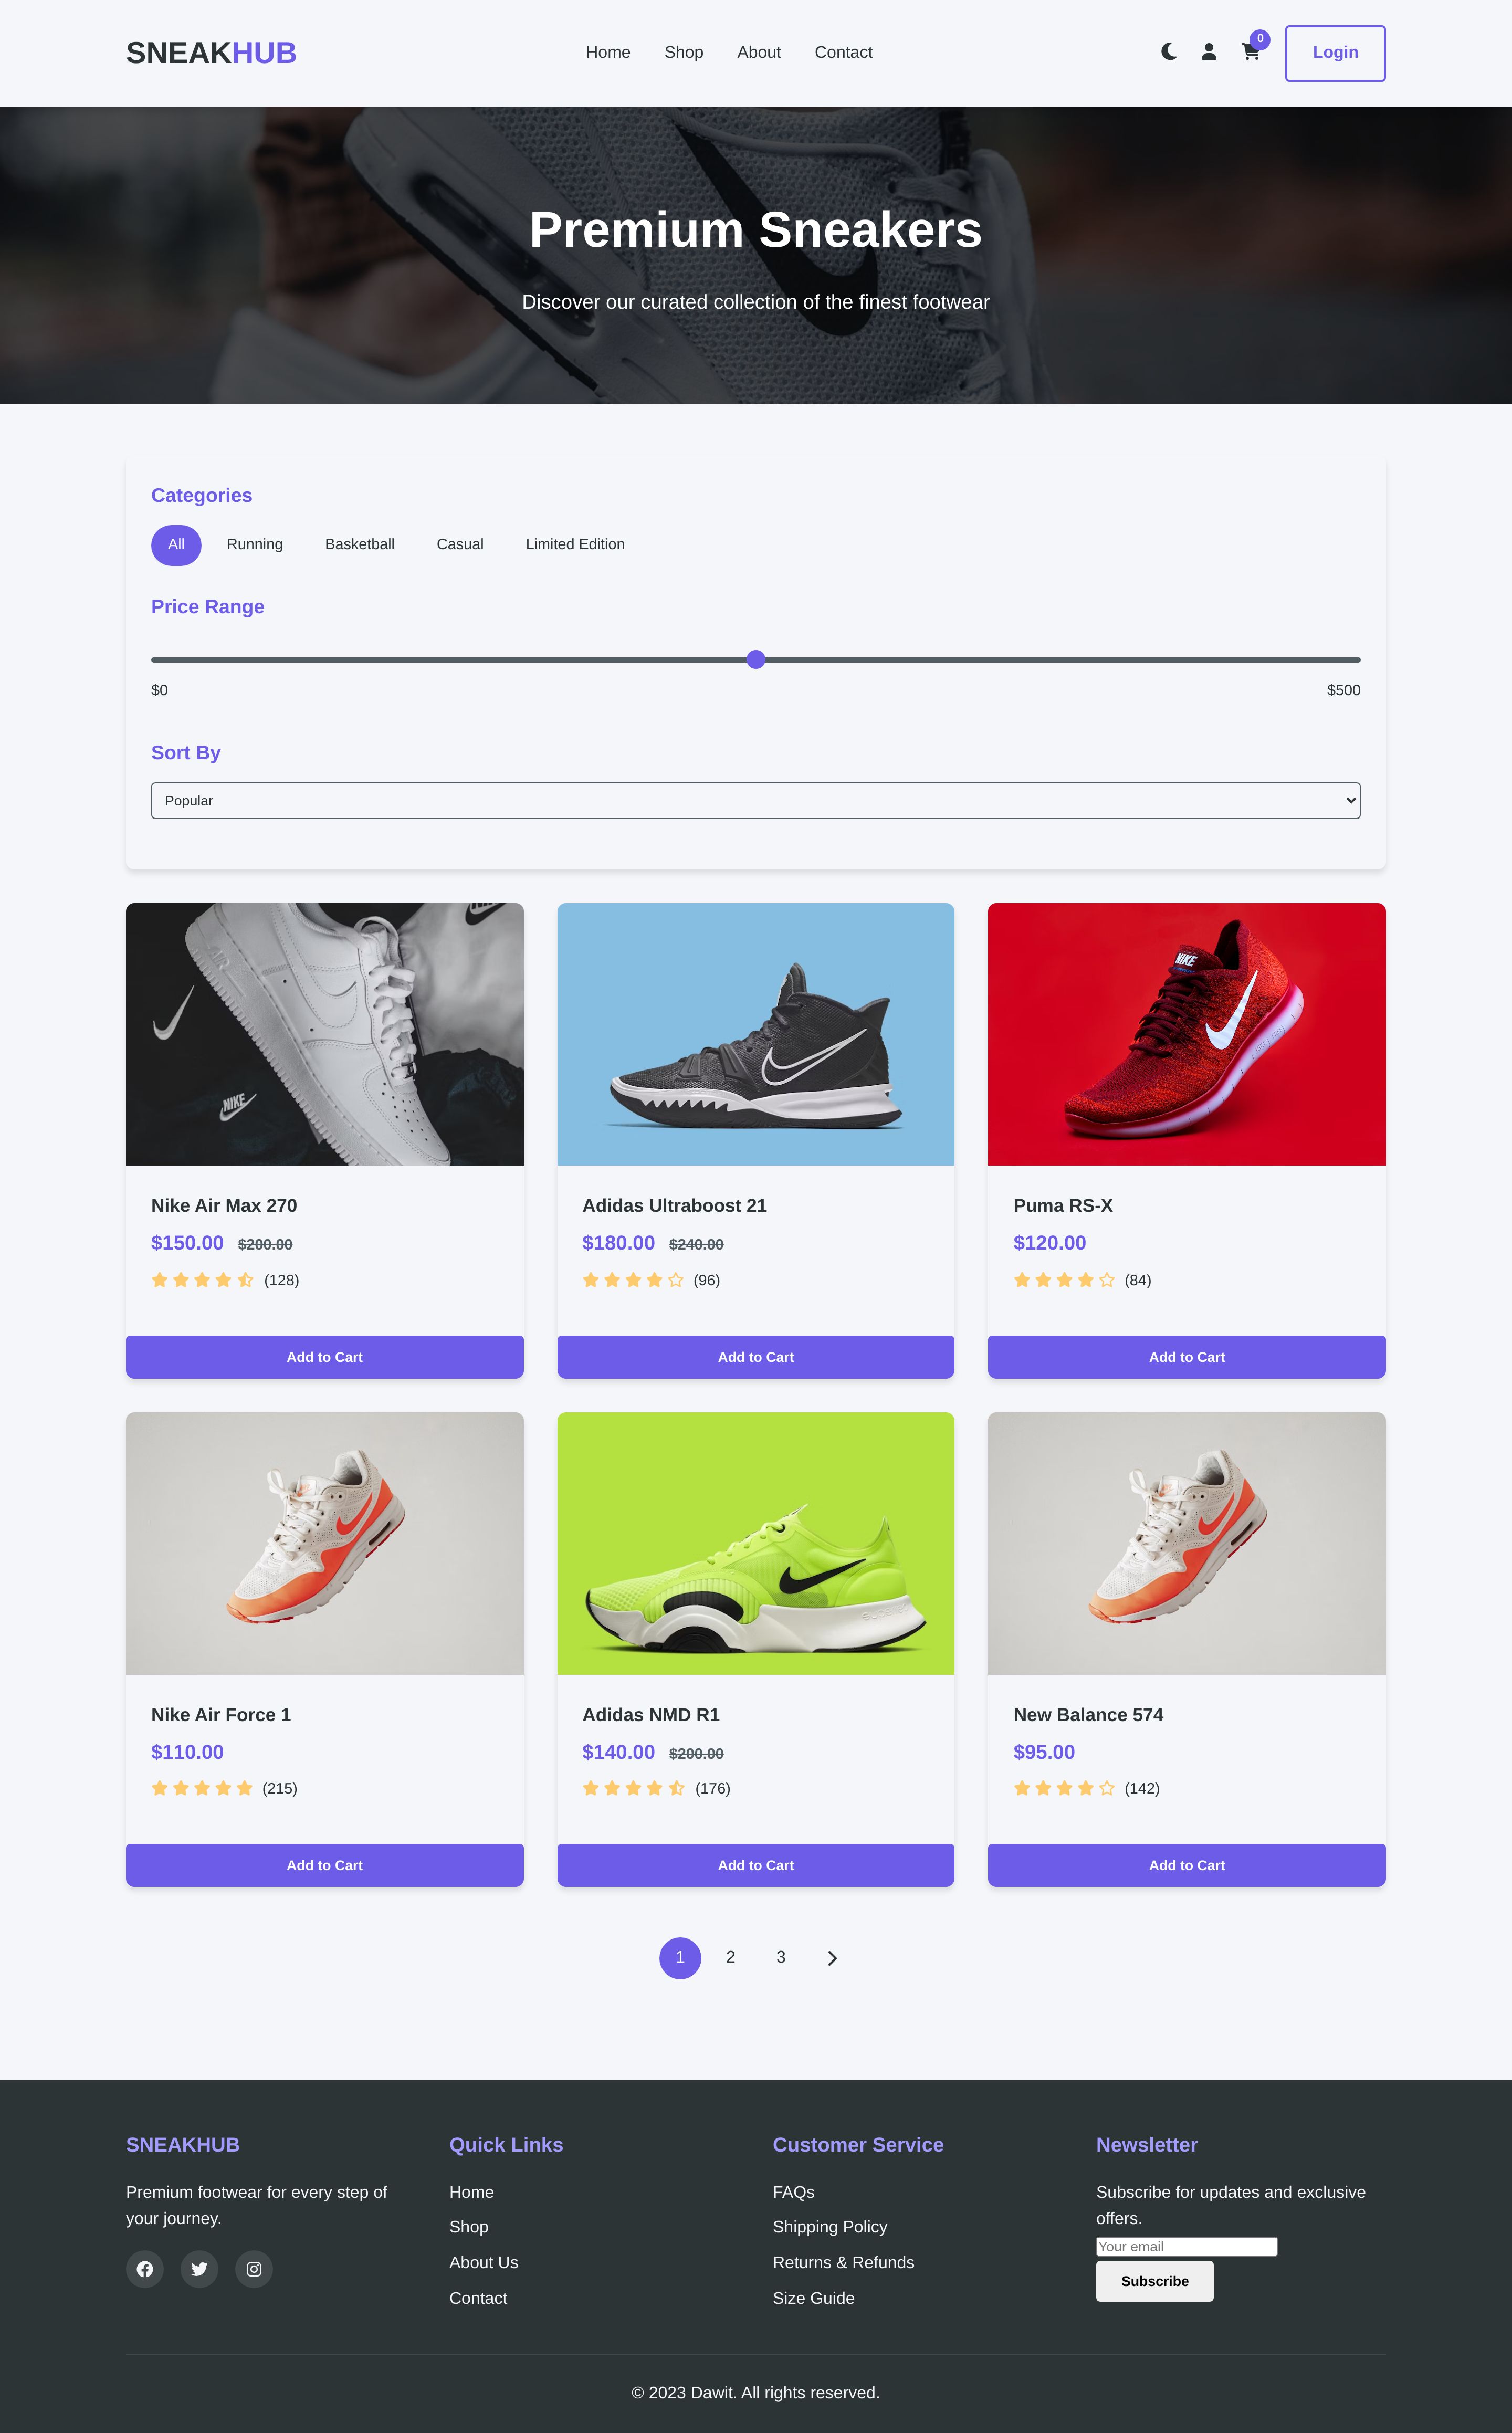 SNEAKHUB
Home Shop About Contact
0
Login
Premium Sneakers
Discover our curated collection of the finest footwear
Categories
All Running Basketball Casual Limited Edition
Price Range
$0 $500
Sort By
Popular
NIKE
NIKE
Nike Air Max 270
$150.00 $200.00
(128)
Add to Cart
Adidas Ultraboost 21
$180.00 $240.00
(96)
Add to Cart
Puma RS-X
$120.00
(84)
Add to Cart
Nike Air Force 1
$110.00
(215)
Add to Cart
Adidas NMD R1
$140.00 $200.00
(176)
Add to Cart
New Balance 574
$95.00
(142)
Add to Cart
1 2 3
SNEAKHUB
Premium footwear for every step of
your journey.
Quick Links
Home
Shop
About Us
Contact
Customer Service
FAQs
Shipping Policy
Returns & Refunds
Size Guide
Newsletter
Subscribe for updates and exclusive
offers.
Your email
Subscribe
© 2023 Dawit. All rights reserved.